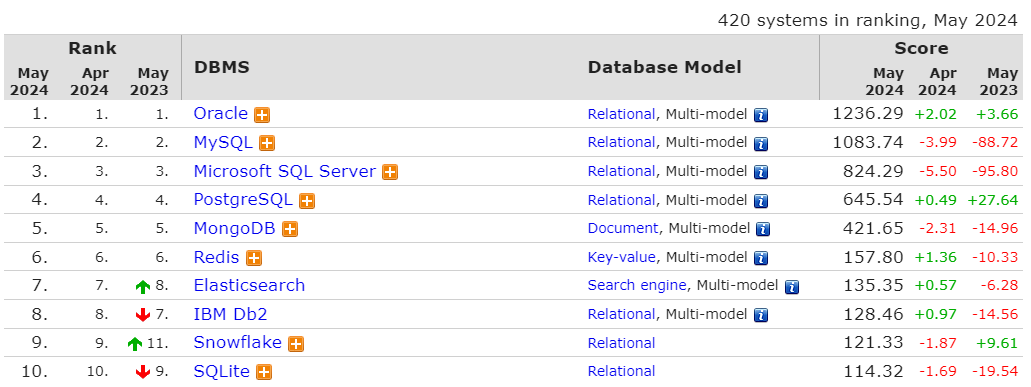 420 systems in ranking, May 2024
Rank DBMS Database Model Score
May 2024 Apr 2024 May 2023 May 2024 Apr 2024 May 2023
1. 1. 1. Oracle Relational, Multi-model 1236.29 +2.02 +3.66
2. 2. 2. MySQL Relational, Multi-model 1083.74 -3.99 -88.72
3. 3. 3. Microsoft SQL Server Relational, Multi-model 824.29 -5.50 -95.80
4. 4. 4. PostgreSQL Relational, Multi-model 645.54 +0.49 +27.64
5. 5. 5. MongoDB Document, Multi-model 421.65 -2.31 -14.96
6. 6. 6. Redis Key-value, Multi-model 157.80 +1.36 -10.33
7. 7. 8. Elasticsearch Search engine, Multi-model 135.35 +0.57 -6.28
8. 8. 7. IBM Db2 Relational, Multi-model 128.46 +0.97 -14.56
9. 9. 11. Snowflake Relational 121.33 -1.87 +9.61
10. 10. 9. SQLite Relational 114.32 -1.69 -19.54